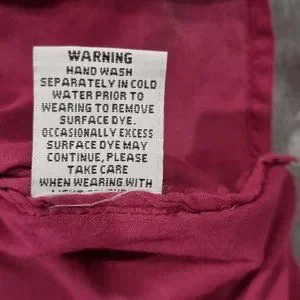 WARNING
HAND WASH
SEPARATELY IN COLD
WATER PRIOR TO
WEARING TO REMOVE
SURFACE DYE.
OCCASIONALLY EXCESS
SURFACE DYE MAY
CONTINUE, PLEASE
TAKE CARE
WHEN WEARING WITH